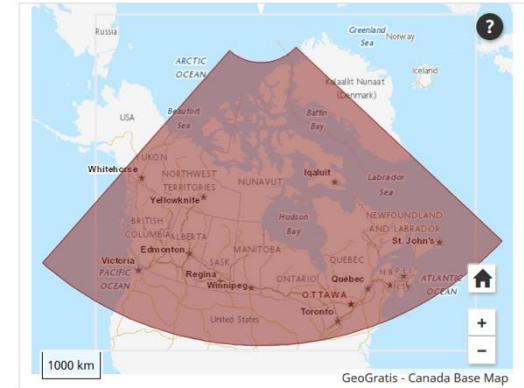 Greenland
Sea
Norway
?
Russia
ARCTIC
OCEAN
Iceland
Kalaallit Nunaat
(Denmark)
USA
Beaufort
Sea
Baffin
Bay
YUKON
Whitehorse
NORTHWEST
TERRITORIES
NUNAVUT
Iqaluit
Labrador
Sea
Yellowknife
Hudson
Bay
BRITISH
COLUMBIA
ALBERTA
NEWFOUNDLAND
AND LABRADOR
St. John's
Edmonton
MANITOBA
SASK
QUEBEC
Victoria
PACIFIC
OCEAN
Regina
Winnipeg
ONTARIO
Québec
N.B.
P.E.I.
N.S.
ATLANTIC
OCEAN
OTTAWA
Toronto
United States
+
−
1000 km
GeoGratis - Canada Base Map